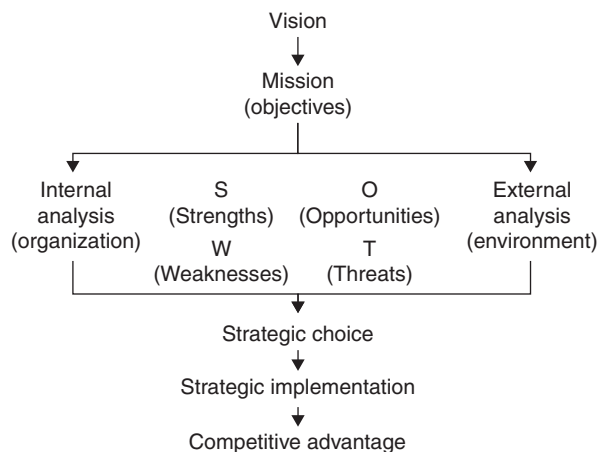 Vision
Mission
(objectives)
Internal
analysis
(organization)
S
(Strengths)
W
(Weaknesses)
O
(Opportunities)
T
(Threats)
External
analysis
(environment)
Strategic choice
Strategic implementation
Competitive advantage